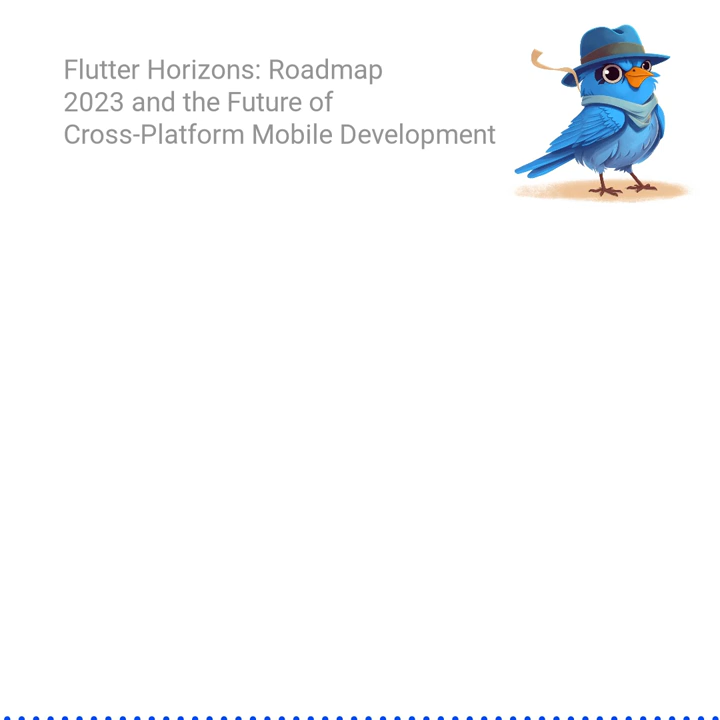 Flutter Horizons: Roadmap
2023 and the Future of
Cross-Platform Mobile Development